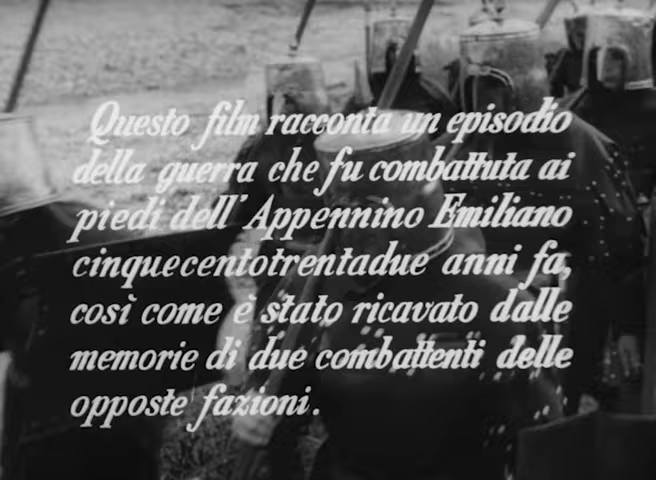 Questo film racconta un episodio
della guerra che fu combattuta ai
piedi dell'Appennino Emiliano
cinquecentotrentadue anni fa,
così come è stato ricavato dalle
memorie di due combattenti delle
opposte fazioni.